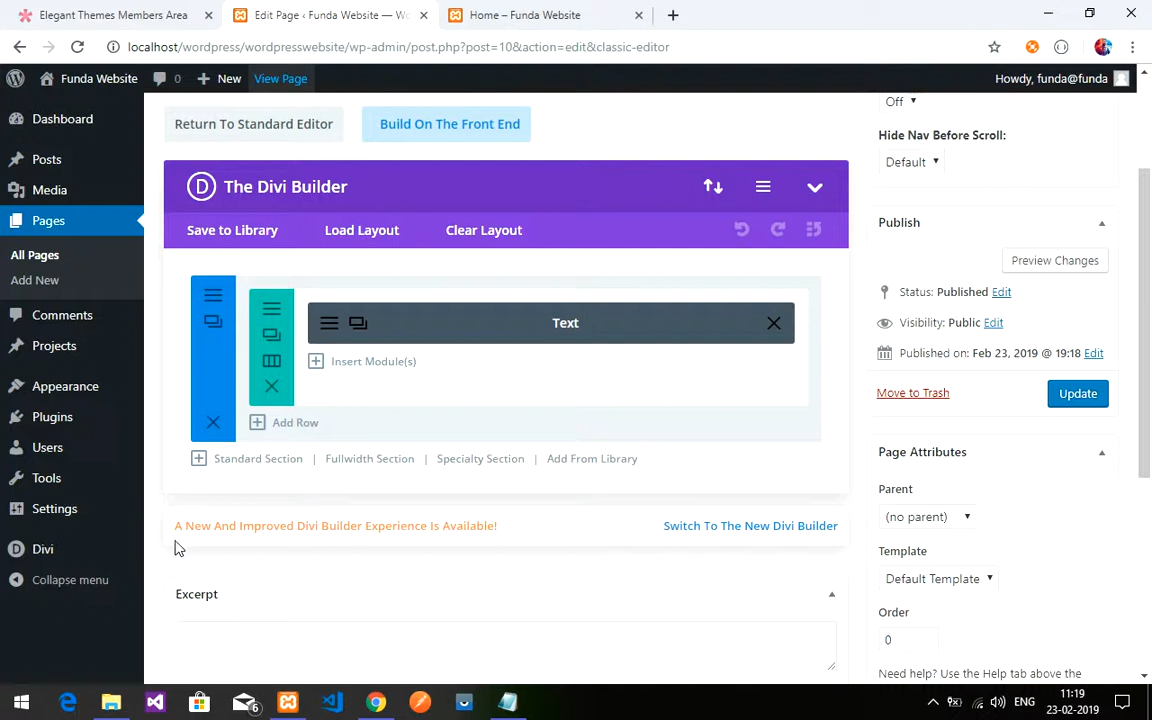 Elegant Themes Members Area
Edit Page ‹ Funda Website — Wo
Home – Funda Website
localhost/wordpress/wordpresswebsite/wp-admin/post.php?post=10&action=edit&classic-editor
Funda Website
0
New
View Page
Howdy, funda@funda
Dashboard
Posts
Media
Pages
All Pages
Add New
Comments
Projects
Appearance
Plugins
Users
Tools
Settings
Divi
Collapse menu
Return To Standard Editor
Build On The Front End
D
The Divi Builder
Save to Library
Load Layout
Clear Layout
Text
Insert Module(s)
Add Row
Standard Section | Fullwidth Section | Specialty Section | Add From Library
A New And Improved Divi Builder Experience Is Available!
Switch To The New Divi Builder
Excerpt
Off
Hide Nav Before Scroll:
Default
Publish
Preview Changes
Status: Published Edit
Visibility: Public Edit
Published on: Feb 23, 2019 @ 19:18 Edit
Move to Trash
Update
Page Attributes
Parent
(no parent)
Template
Default Template
Order
0
Need help? Use the Help tab above the
6
ENG
11:19
23-02-2019